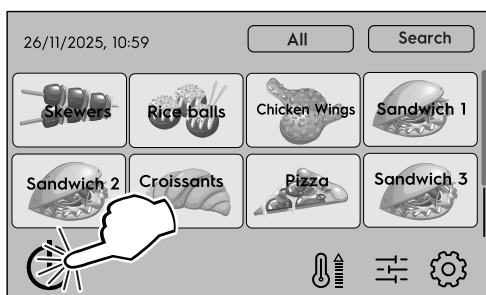 26/11/2025, 10:59 All Search
Skewers Rice balls Chicken Wings Sandwich 1
Sandwich 2 Croissants Pizza Sandwich 3